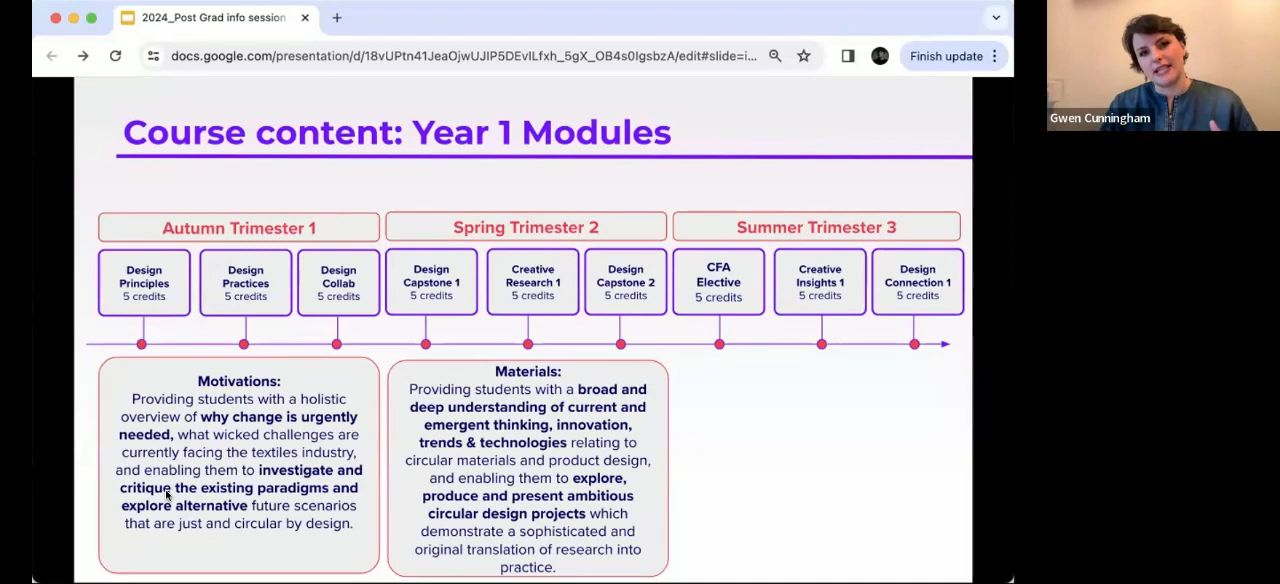 2024_Post Grad info session
docs.google.com/presentation/d/18vUPtn41JeaOjwUJIP5DEvILfxh_5gX_OB4s0IgsbzA/edit#slide=i...
Finish update
Gwen Cunningham
Course content: Year 1 Modules
Autumn Trimester 1
Spring Trimester 2
Summer Trimester 3
Design
Principles
5 credits
Design
Practices
5 credits
Design
Collab
5 credits
Design
Capstone 1
5 credits
Creative
Research 1
5 credits
Design
Capstone 2
5 credits
CFA
Elective
5 credits
Creative
Insights 1
5 credits
Design
Connection 1
5 credits
Motivations:
Providing students with a holistic
overview of why change is urgently
needed, what wicked challenges are
currently facing the textiles industry,
and enabling them to investigate and
critique the existing paradigms and
explore alternative future scenarios
that are just and circular by design.
Materials:
Providing students with a broad and
deep understanding of current and
emergent thinking, innovation,
trends & technologies relating to
circular materials and product design,
and enabling them to explore,
produce and present ambitious
circular design projects which
demonstrate a sophisticated and
original translation of research into
practice.